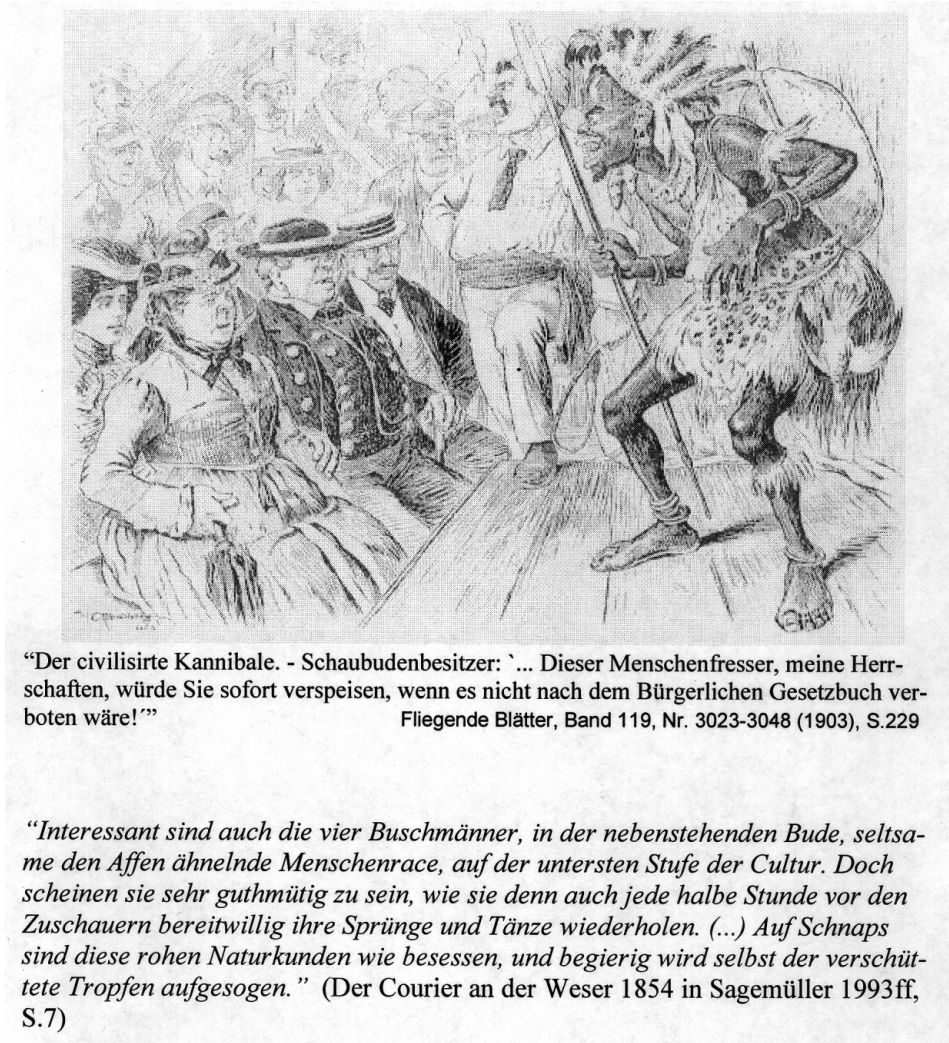 “Der civilisirte Kannibale. - Schaubudenbesitzer: `... Dieser Menschenfresser, meine Herr-
schaften, würde Sie sofort verspeisen, wenn es nicht nach dem Bürgerlichen Gesetzbuch ver-
boten wäre!´” Fliegende Blätter, Band 119, Nr. 3023-3048 (1903), S.229
“Interessant sind auch die vier Buschmänner, in der nebenstehenden Bude, seltsa-
me den Affen ähnelnde Menschenrace, auf der untersten Stufe der Cultur. Doch
scheinen sie sehr guthmütig zu sein, wie sie denn auch jede halbe Stunde vor den
Zuschauern bereitwillig ihre Sprünge und Tänze wiederholen. (...) Auf Schnaps
sind diese rohen Naturkunden wie besessen, und begierig wird selbst der verschüt-
tete Tropfen aufgesogen.” (Der Courier an der Weser 1854 in Sagemüller 1993ff,
S.7)